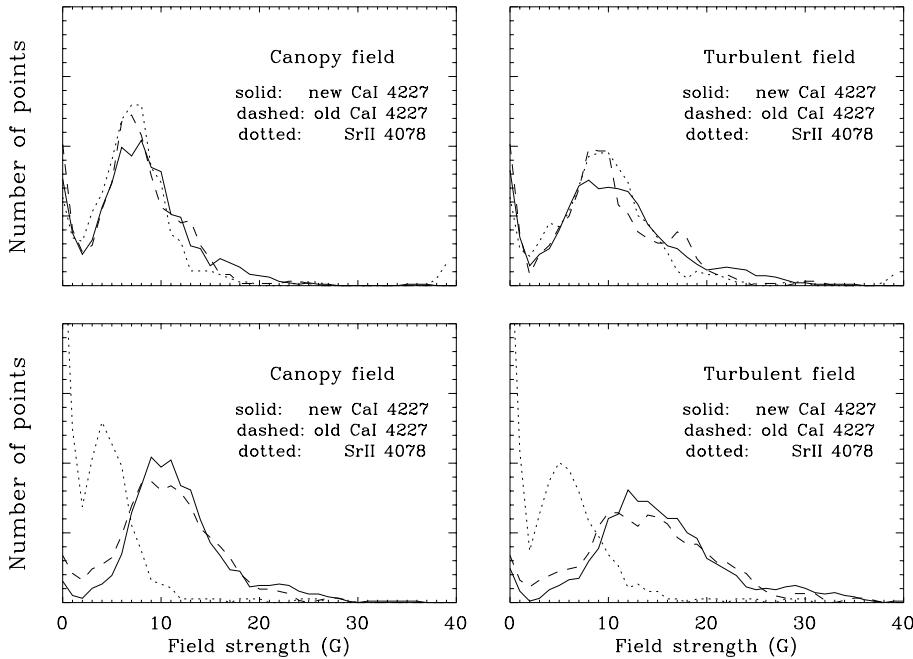 Number of points
Canopy field
solid: new CaI 4227
dashed: old CaI 4227
dotted: SrII 4078
Turbulent field
solid: new CaI 4227
dashed: old CaI 4227
dotted: SrII 4078
Number of points
Canopy field
solid: new CaI 4227
dashed: old CaI 4227
dotted: SrII 4078
Turbulent field
solid: new CaI 4227
dashed: old CaI 4227
dotted: SrII 4078
0 10 20 30 40
0 10 20 30 40
Field strength (G)
Field strength (G)